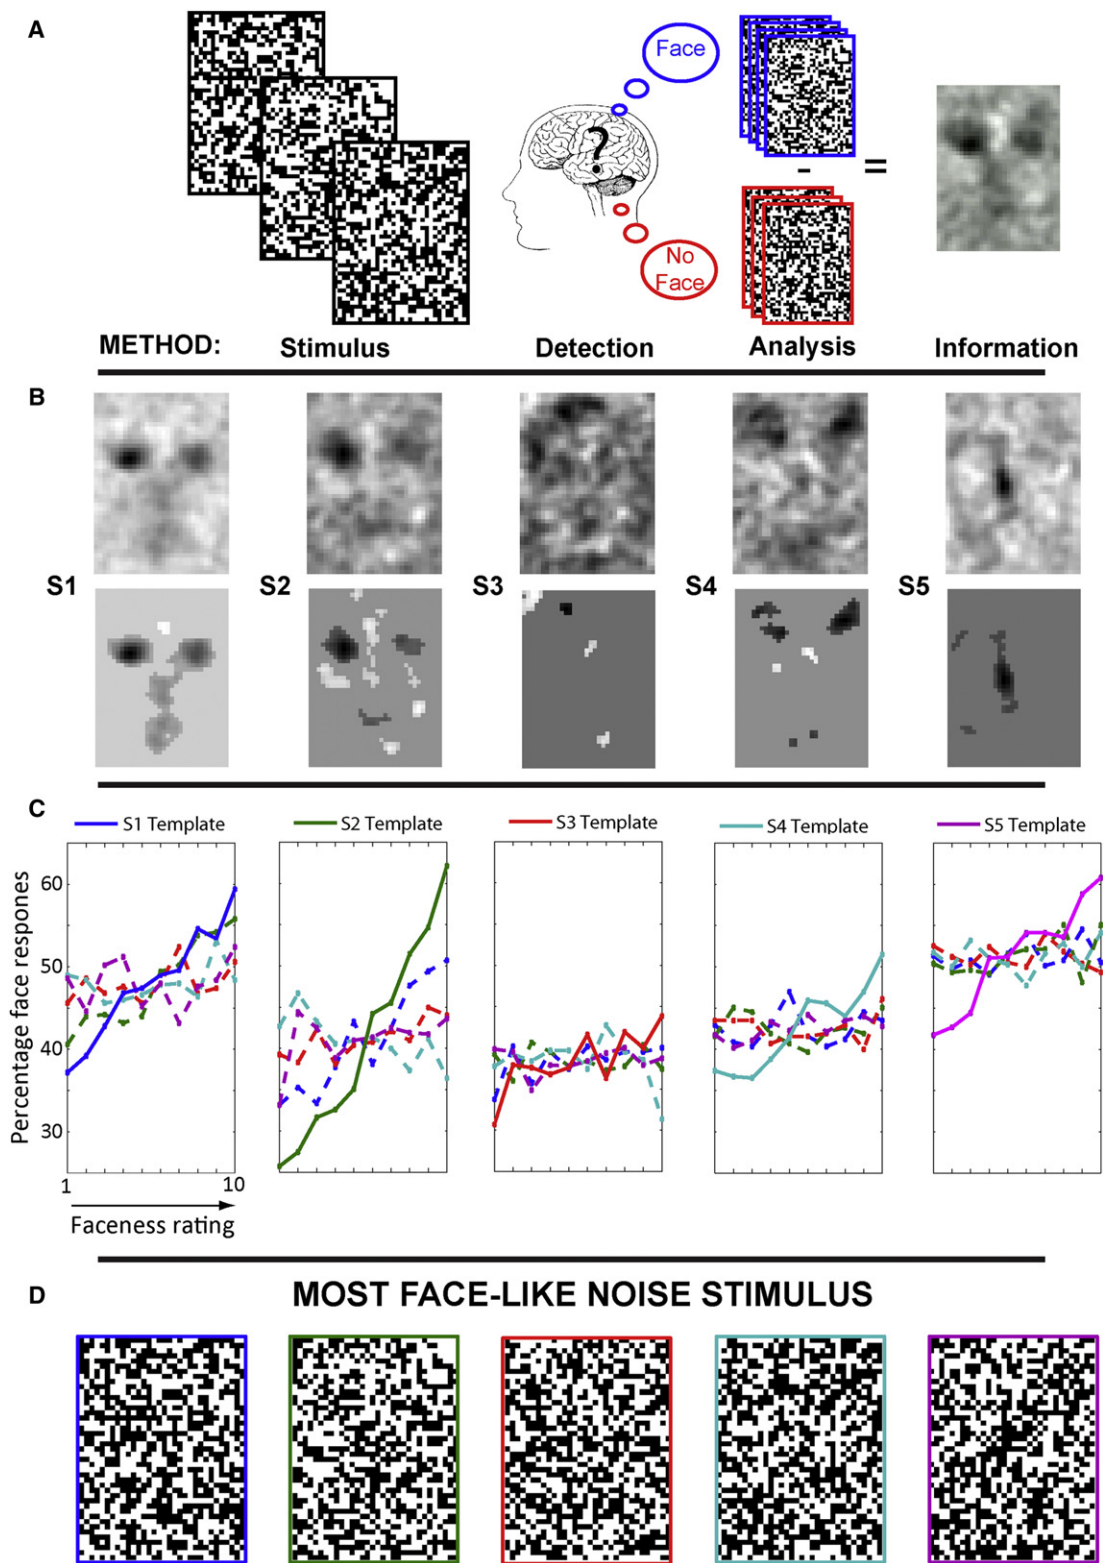 A
Face
?
-
=
No
Face
METHOD: Stimulus Detection Analysis Information
B
S1 S2 S3 S4 S5
C
S1 Template S2 Template S3 Template S4 Template S5 Template
Percentage face respones
60
50
40
30
1 10
Faceness rating
D
MOST FACE-LIKE NOISE STIMULUS